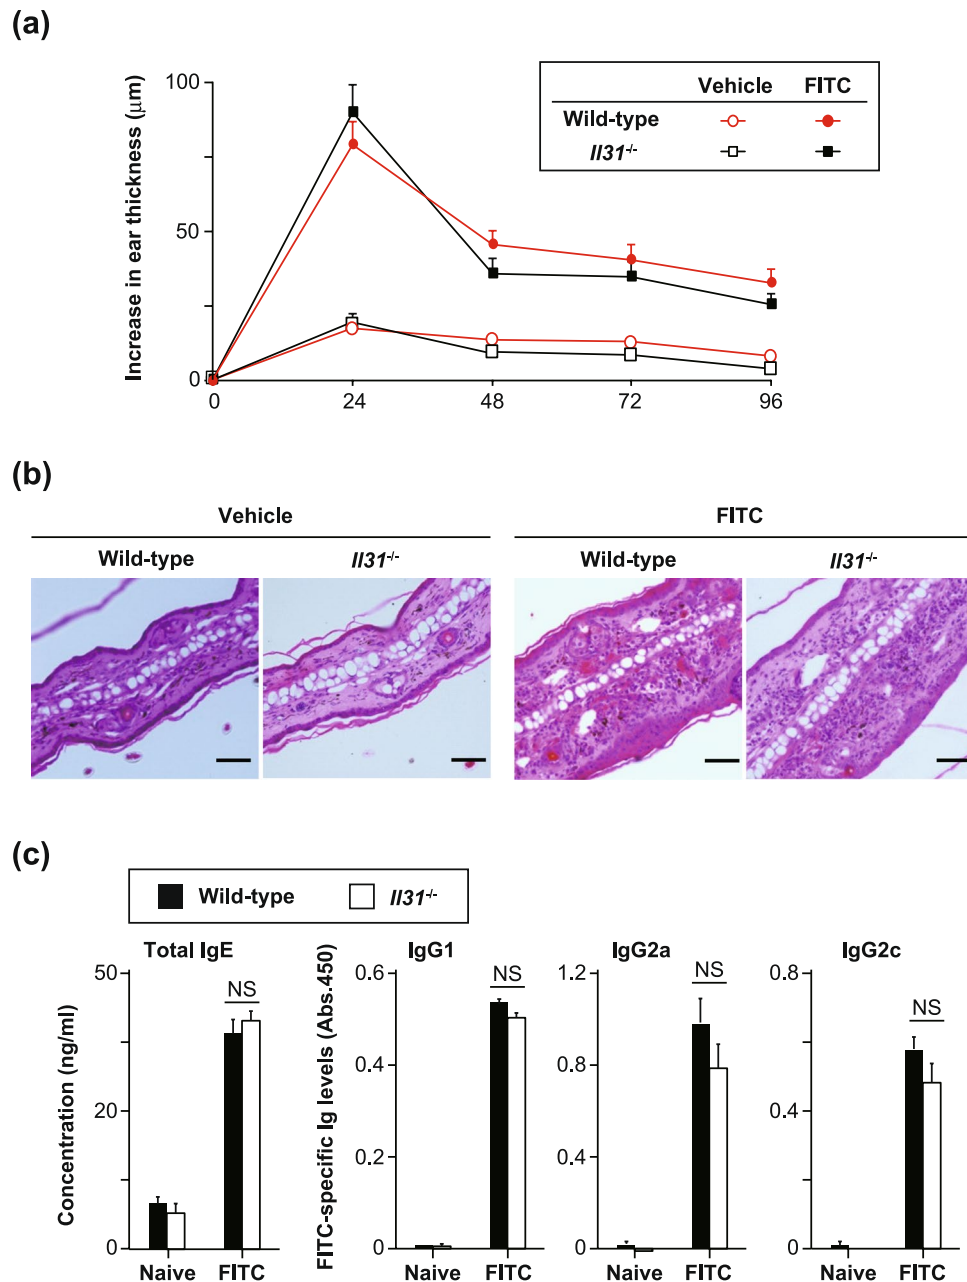 (a)
Increase in ear thickness (μm)
100
50
0
0 24 48 72 96
Vehicle FITC
Wild-type
Il31-/-
(b)
Vehicle FITC
Wild-type Il31-/- Wild-type Il31-/-
(c)
Wild-type Il31-/-
Total IgE IgG1 IgG2a IgG2c
Concentration (ng/ml)
50
20
0
NS
Naive FITC
FITC-specific Ig levels (Abs.450)
0.6
0.4
0.2
0
NS
Naive FITC
1.2
0.8
0.4
0
NS
Naive FITC
0.8
0.4
0
NS
Naive FITC